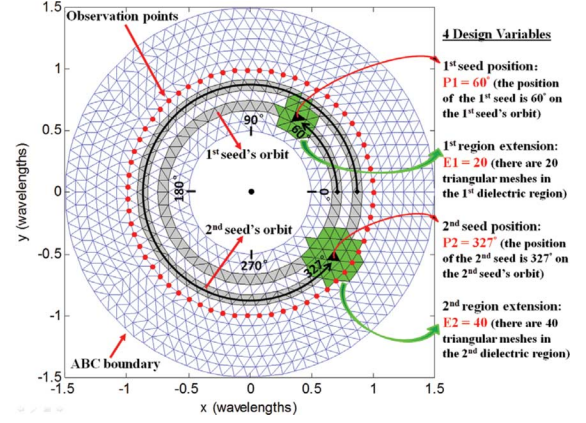 Observation points
1.5
1
0.5
0
-0.5
-1
-1.5
y (wavelengths)
-1.5
-1
-0.5
0
0.5
1
1.5
x (wavelengths)
90°
60°
1st seed's orbit
180°
0°
2nd seed's orbit
270°
327°
ABC boundary
4 Design Variables
1st seed position:
P1 = 60° (the position
of the 1st seed is 60° on
the 1st seed's orbit)
1st region extension:
E1 = 20 (there are 20
triangular meshes in
the 1st dielectric region)
2nd seed position:
P2 = 327° (the position
of the 2nd seed is 327° on
the 2nd seed's orbit)
2nd region extension:
E2 = 40 (there are 40
triangular meshes in
the 2nd dielectric region)